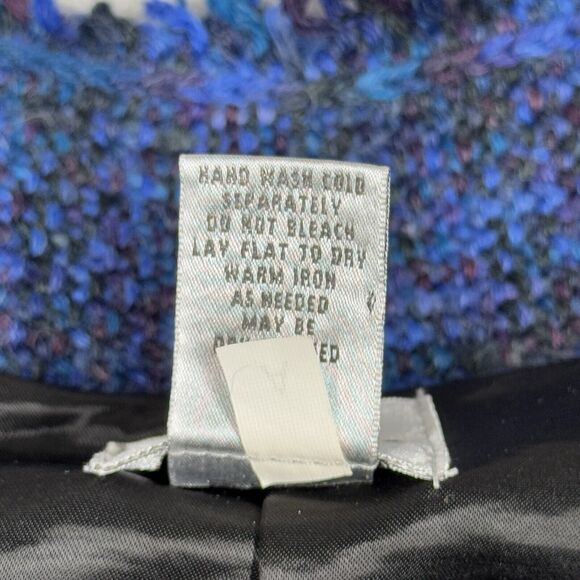 HAND WASH COLD
SEPARATELY
DO NOT BLEACH
LAY FLAT TO DRY
WARM IRON
AS NEEDED
MAY BE